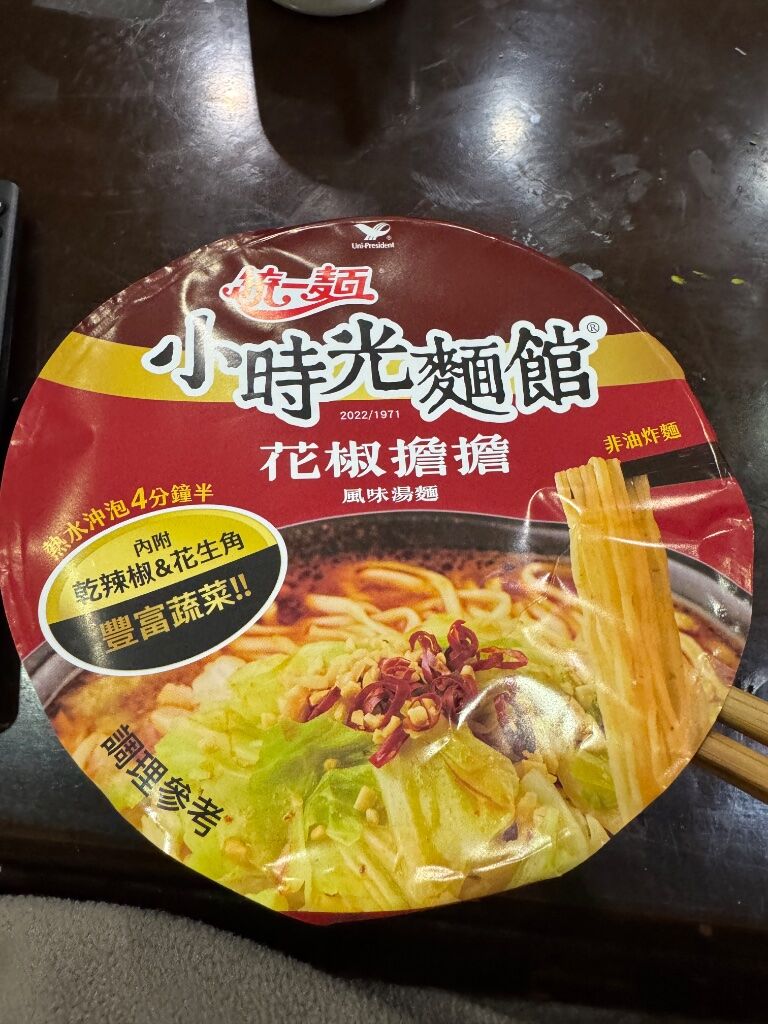 Uni-President
統一麵
小時光麵館®
2022/1971
花椒擔擔
風味湯麵
非油炸麵
熱水沖泡4分鐘半
內附
乾辣椒&花生角
豐富蔬菜!!
調理參考